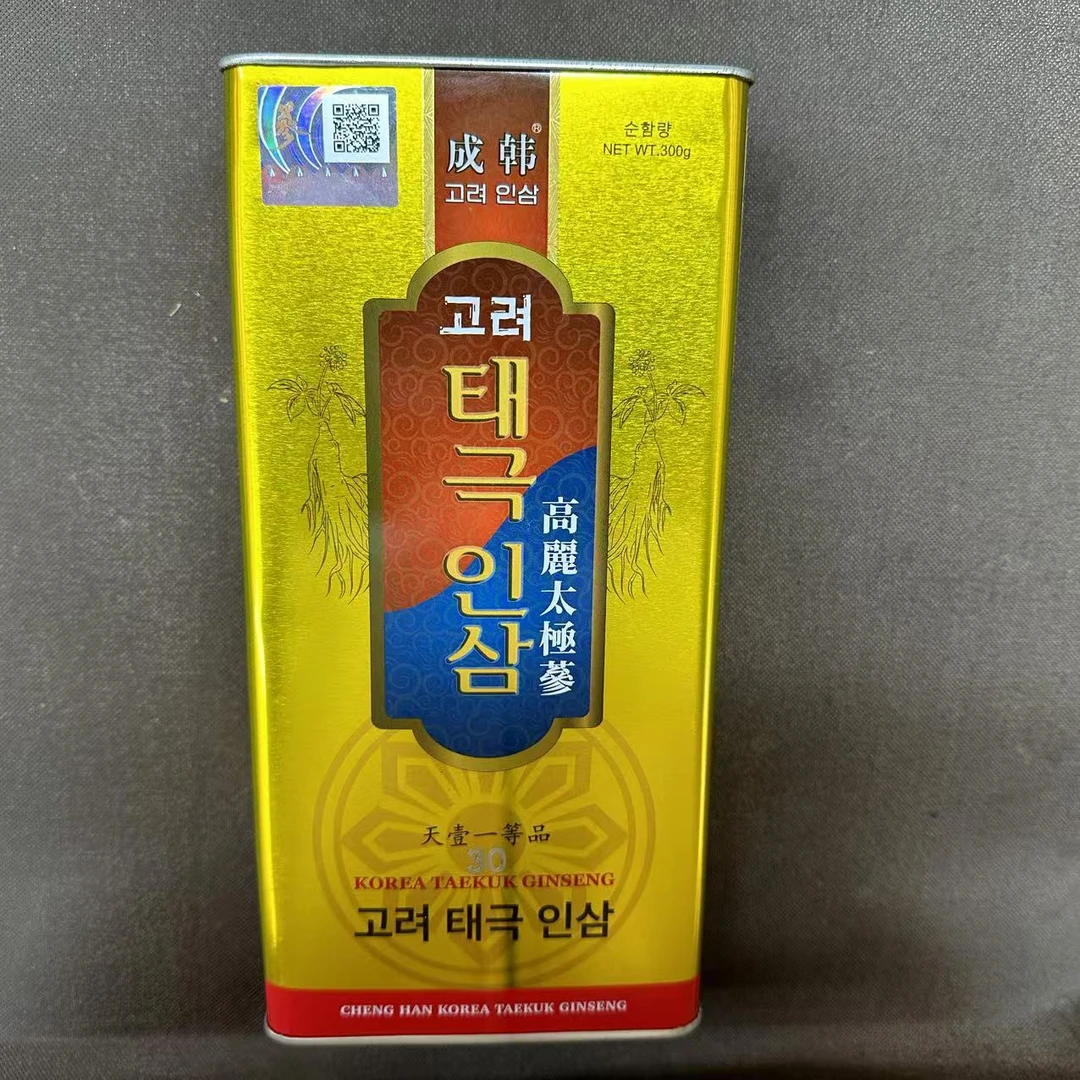 成韩®
고려 인삼
순함량
NET WT.300g
고려
태극인삼
高麗太極蔘
天壹一等品
30
KOREA TAEKUK GINSENG
고려 태극 인삼
CHENG HAN KOREA TAEKUK GINSENG